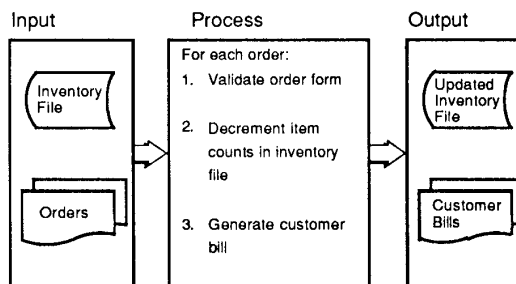 Input
Process
Output
Inventory
File
Orders
For each order:
1. Validate order form
2. Decrement item
counts in inventory
file
3. Generate customer
bill
Updated
Inventory
File
Customer
Bills